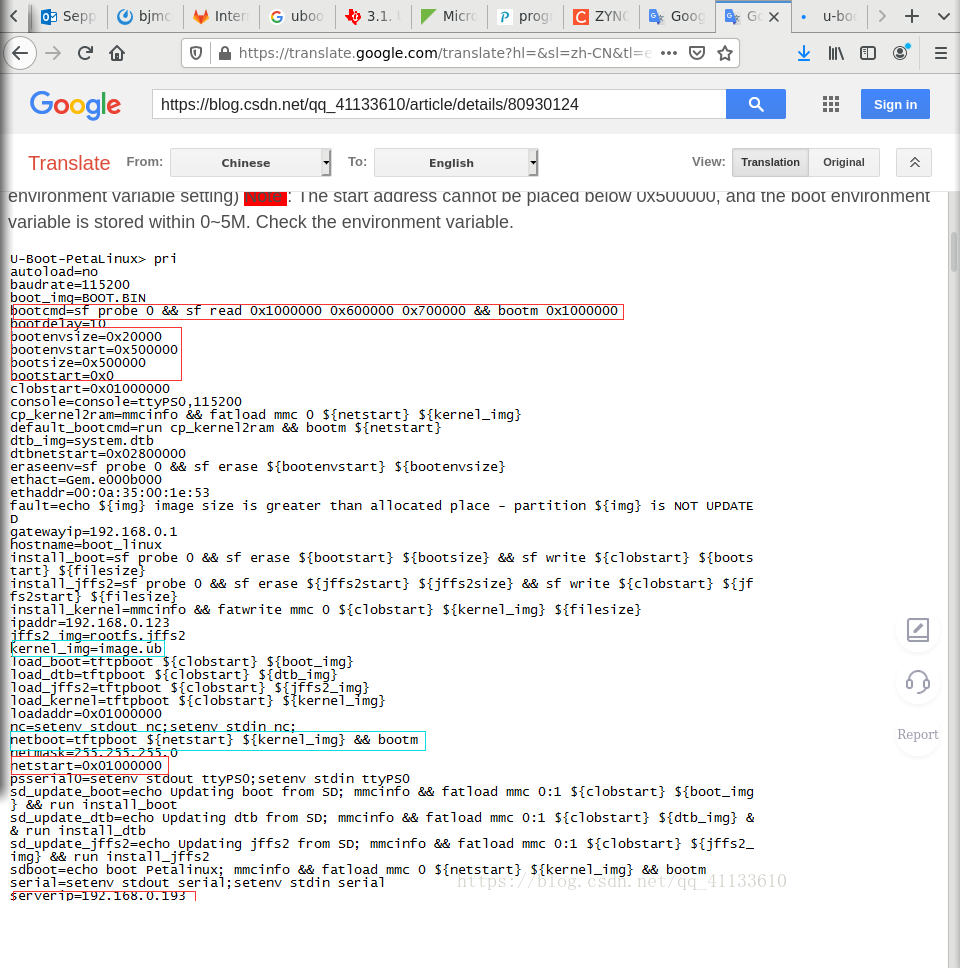 Sepp
bjmc
Inter
uboo
3.1.
Micro
prog
ZYNC
Goog
Go
u-boo
https://translate.google.com/translate?hl=&sl=zh-CN&tl=e
Google
https://blog.csdn.net/qq_41133610/article/details/80930124
Sign in
Translate
From:
Chinese
To:
English
View:
Translation
Original
environment variable setting) Note : The start address cannot be placed below 0x500000, and the boot environment
variable is stored within 0~5M. Check the environment variable.
U-Boot-PetaLinux> pri
autoload=no
baudrate=115200
boot_img=BOOT.BIN
bootcmd=sf probe 0 && sf read 0x1000000 0x600000 0x700000 && bootm 0x1000000
bootdelay=10
bootenvsize=0x20000
bootenvstart=0x500000
bootsize=0x500000
bootstart=0x0
clobstart=0x01000000
console=console=ttyPS0,115200
cp_kernel2ram=mmcinfo && fatload mmc 0 ${netstart} ${kernel_img}
default_bootcmd=run cp_kernel2ram && bootm ${netstart}
dtb_img=system.dtb
dtbnetstart=0x02800000
eraseenv=sf probe 0 && sf erase ${bootenvstart} ${bootenvsize}
ethact=Gem.e000b000
ethaddr=00:0a:35:00:1e:53
fault=echo ${img} image size is greater than allocated place - partition ${img} is NOT UPDATE
D
gatewayip=192.168.0.1
hostname=boot_linux
install_boot=sf probe 0 && sf erase ${bootstart} ${bootsize} && sf write ${clobstart} ${boots
tart} ${filesize}
install_jffs2=sf probe 0 && sf erase ${jffs2start} ${jffs2size} && sf write ${clobstart} ${jf
fs2start} ${filesize}
install_kernel=mmcinfo && fatwrite mmc 0 ${clobstart} ${kernel_img} ${filesize}
ipaddr=192.168.0.123
jffs2_img=rootfs.jffs2
kernel_img=image.ub
load_boot=tftpboot ${clobstart} ${boot_img}
load_dtb=tftpboot ${clobstart} ${dtb_img}
load_jffs2=tftpboot ${clobstart} ${jffs2_img}
load_kernel=tftpboot ${clobstart} ${kernel_img}
loadaddr=0x01000000
nc=setenv stdout nc;setenv stdin nc;
netboot=tftpboot ${netstart} ${kernel_img} && bootm
netmask=255.255.255.0
netstart=0x01000000
psserial0=setenv stdout ttyPS0;setenv stdin ttyPS0
sd_update_boot=echo Updating boot from SD; mmcinfo && fatload mmc 0:1 ${clobstart} ${boot_img
} && run install_boot
sd_update_dtb=echo Updating dtb from SD; mmcinfo && fatload mmc 0:1 ${clobstart} ${dtb_img} &
& run install_dtb
sd_update_jffs2=echo Updating jffs2 from SD; mmcinfo && fatload mmc 0:1 ${clobstart} ${jffs2_
img} && run install_jffs2
sdboot=echo boot Petalinux; mmcinfo && fatload mmc 0 ${netstart} ${kernel_img} && bootm
serial=setenv stdout serial;setenv stdin serial
serverip=192.168.0.193
https://blog.csdn.net/qq_41133610
Report